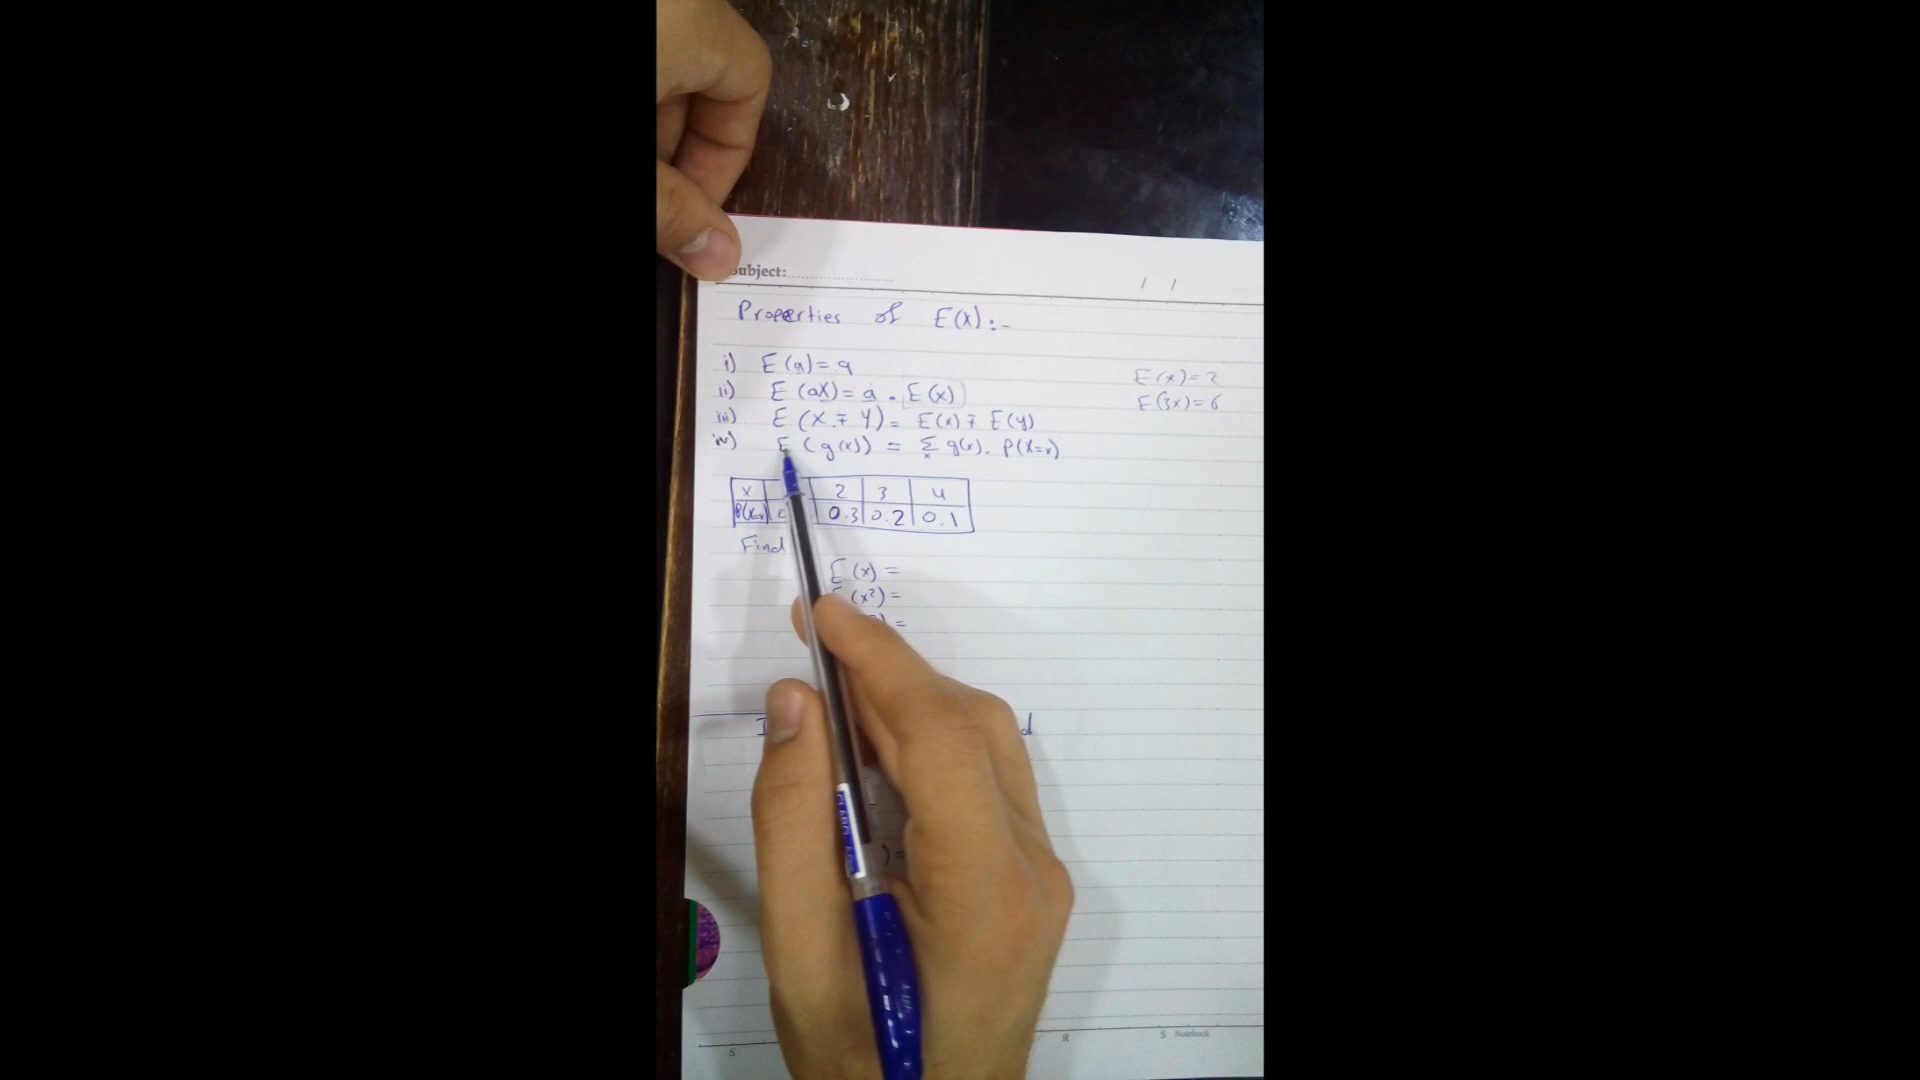 Subject:
/ /
Properties of E(X):-
i) E(a)=a
ii) E(aX)=a . E(x)
iii) E(X ∓ Y)= E(x) ∓ E(y)
iv) E(g(x)) = Σ g(x). P(X=x)
x
E(x)=2
E(3x)=6
x 2 3 4
P(X=x) 0.3 0.2 0.1
Find
E(x) =
(x²)=
) =
I d
)=
S R S Notebook